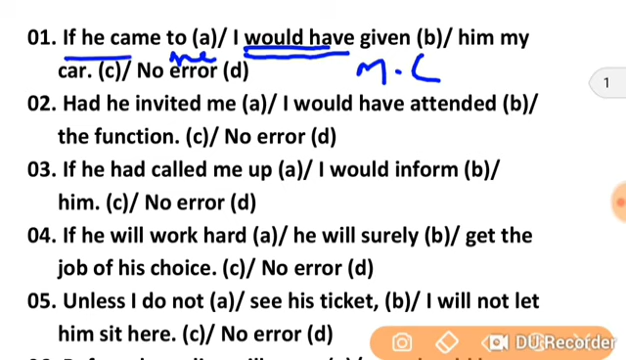 01. If he came to (a)/ I would have given (b)/ him my
me
car. (c)/ No error (d)
M.C
1
02. Had he invited me (a)/ I would have attended (b)/
the function. (c)/ No error (d)
03. If he had called me up (a)/ I would inform (b)/
him. (c)/ No error (d)
04. If he will work hard (a)/ he will surely (b)/ get the
job of his choice. (c)/ No error (d)
05. Unless I do not (a)/ see his ticket, (b)/ I will not let
him sit here. (c)/ No error (d)
DU Recorder